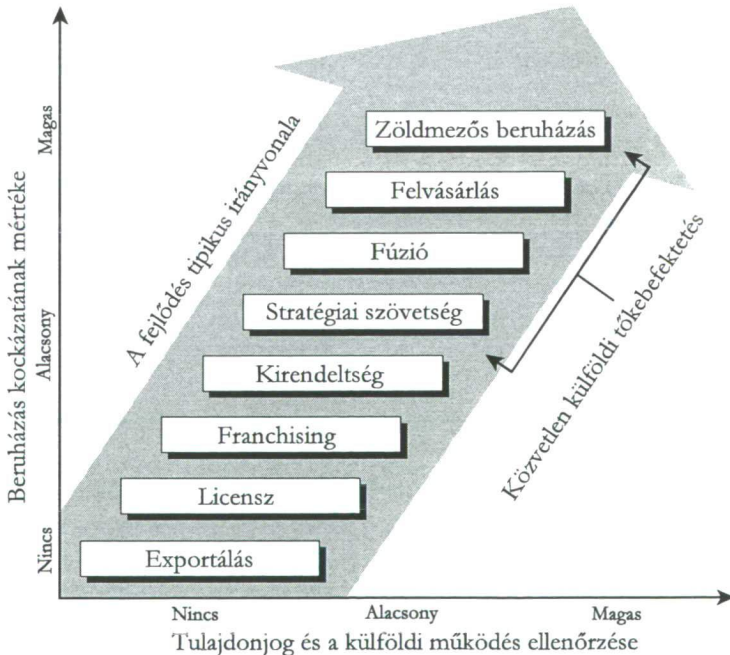 Beruházás kockázatának mértéke
Magas
Alacsony
Nincs
A fejlődés tipikus irányvonala
Zöldmezős beruházás
Felvásárlás
Fúzió
Stratégiai szövetség
Kirendeltség
Franchising
Licensz
Exportálás
Közvetlen külföldi tőkebefektetés
Nincs
Alacsony
Magas
Tulajdonjog és a külföldi működés ellenőrzése